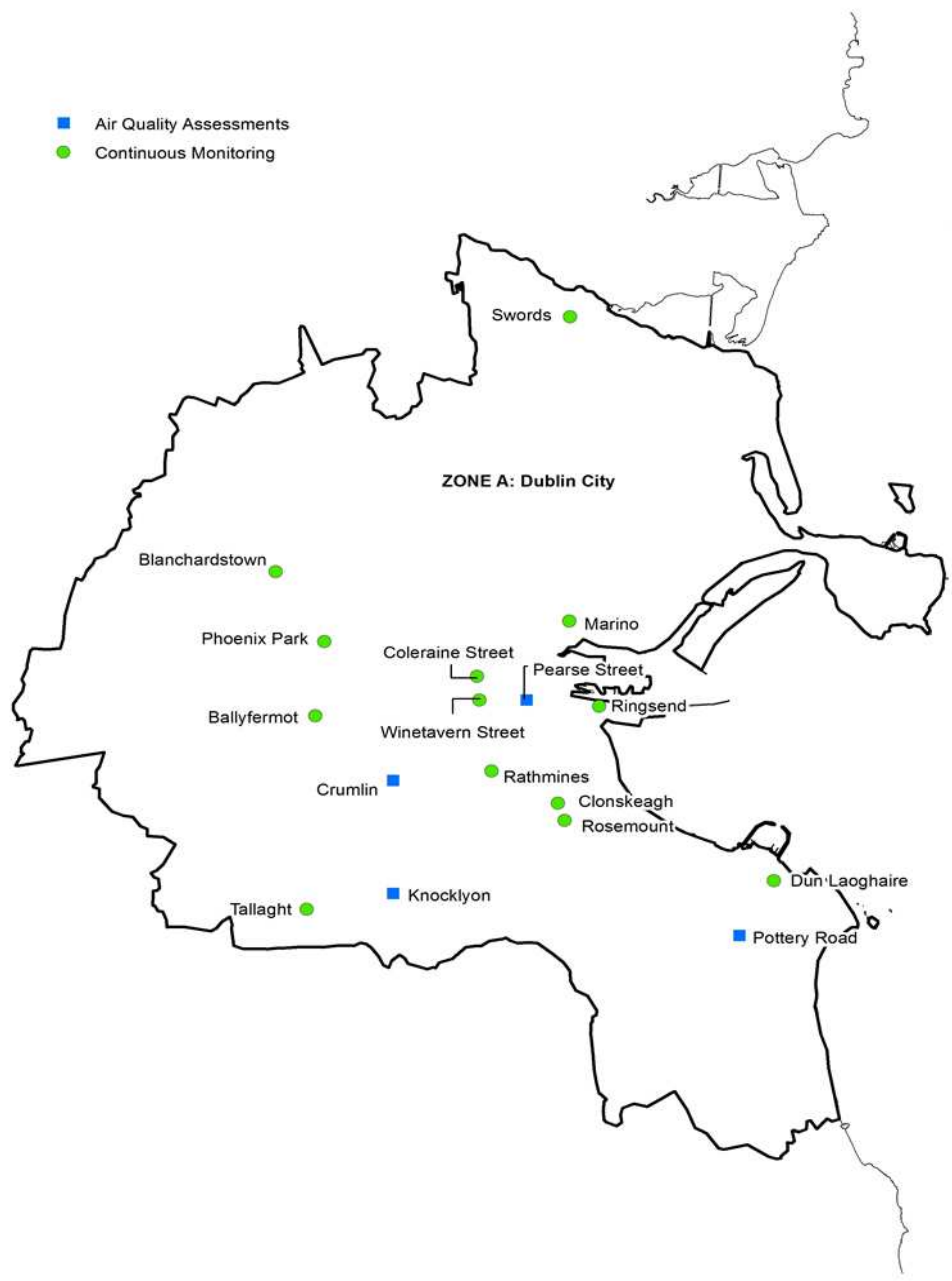 Air Quality Assessments
Continuous Monitoring
Swords
ZONE A: Dublin City
Blanchardstown
Marino
Phoenix Park
Coleraine Street
Pearse Street
Ringsend
Ballyfermot
Winetavern Street
Rathmines
Crumlin
Clonskeagh
Rosemount
Dun Laoghaire
Knocklyon
Tallaght
Pottery Road